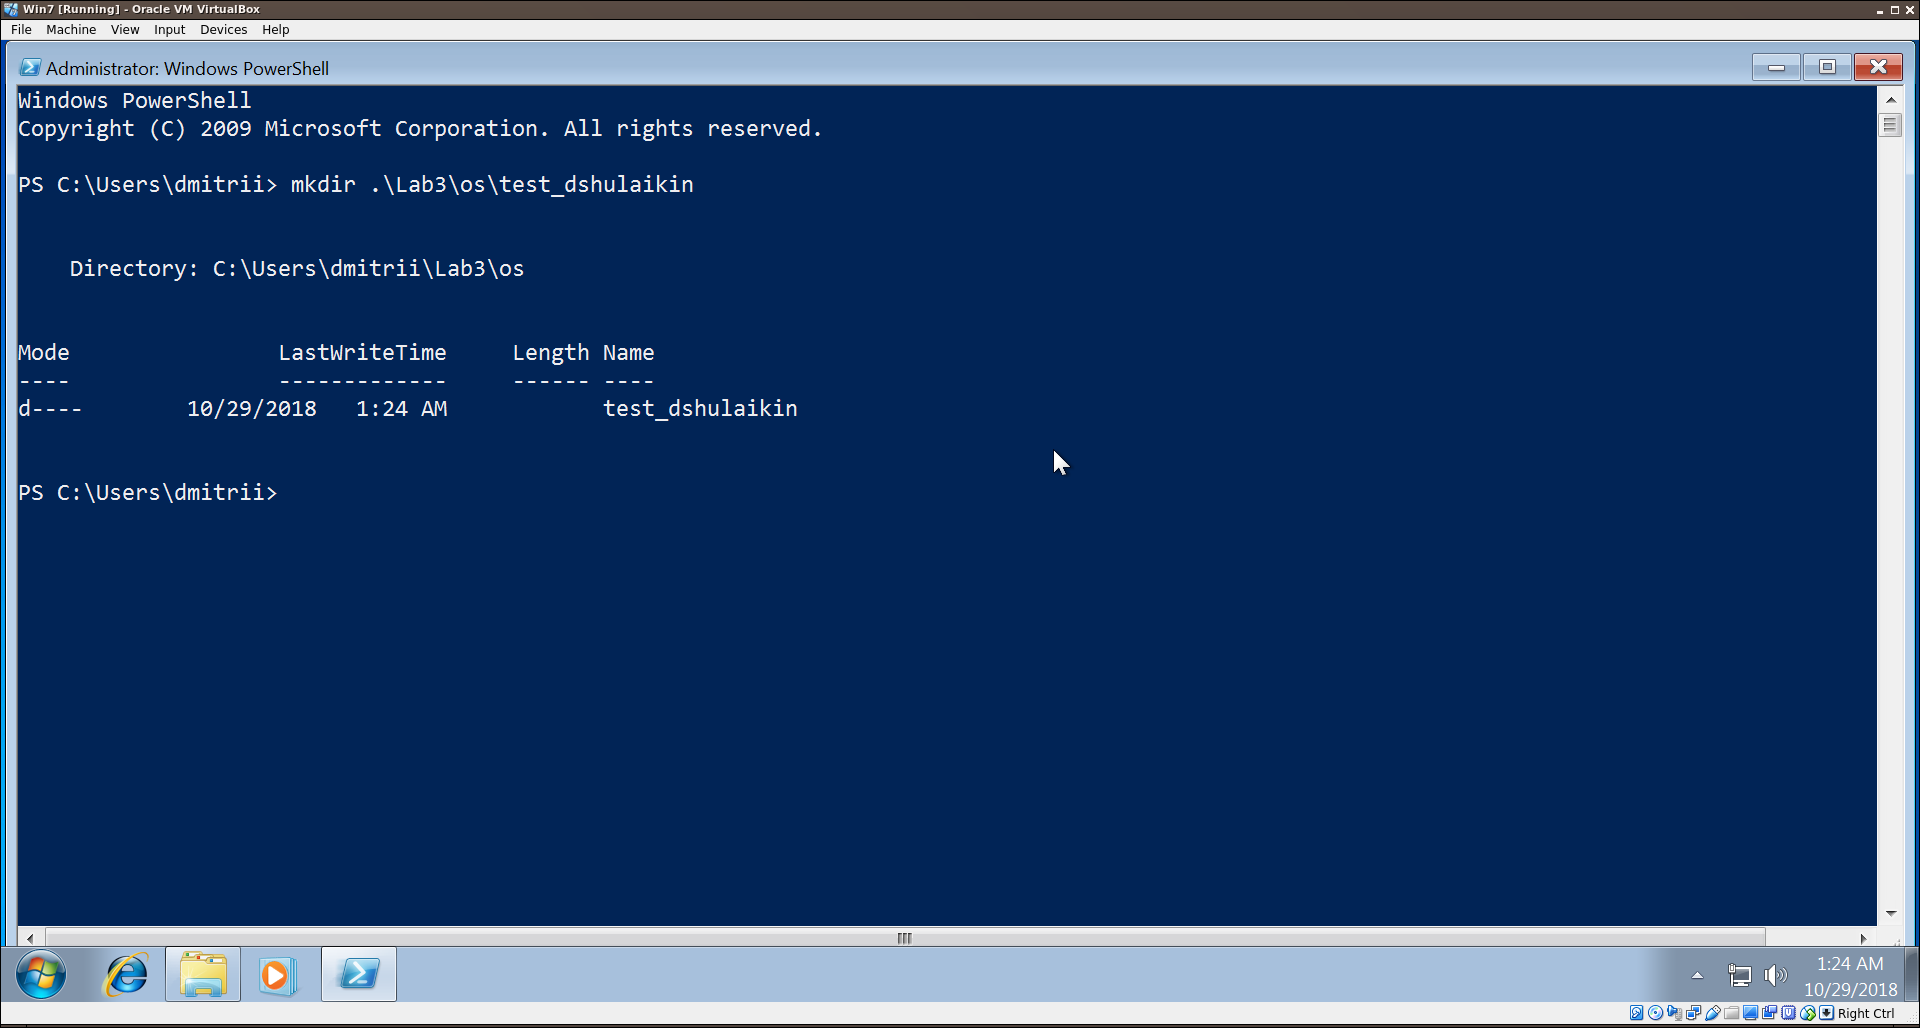 Win7 [Running] - Oracle VM VirtualBox
File Machine View Input Devices Help
Administrator: Windows PowerShell
Windows PowerShell
Copyright (C) 2009 Microsoft Corporation. All rights reserved.
PS C:\Users\dmitrii> mkdir .\Lab3\os\test_dshulaikin
Directory: C:\Users\dmitrii\Lab3\os
Mode LastWriteTime Length Name
---- ------------- ------ ----
d---- 10/29/2018 1:24 AM test_dshulaikin
PS C:\Users\dmitrii>
1:24 AM
10/29/2018
Right Ctrl